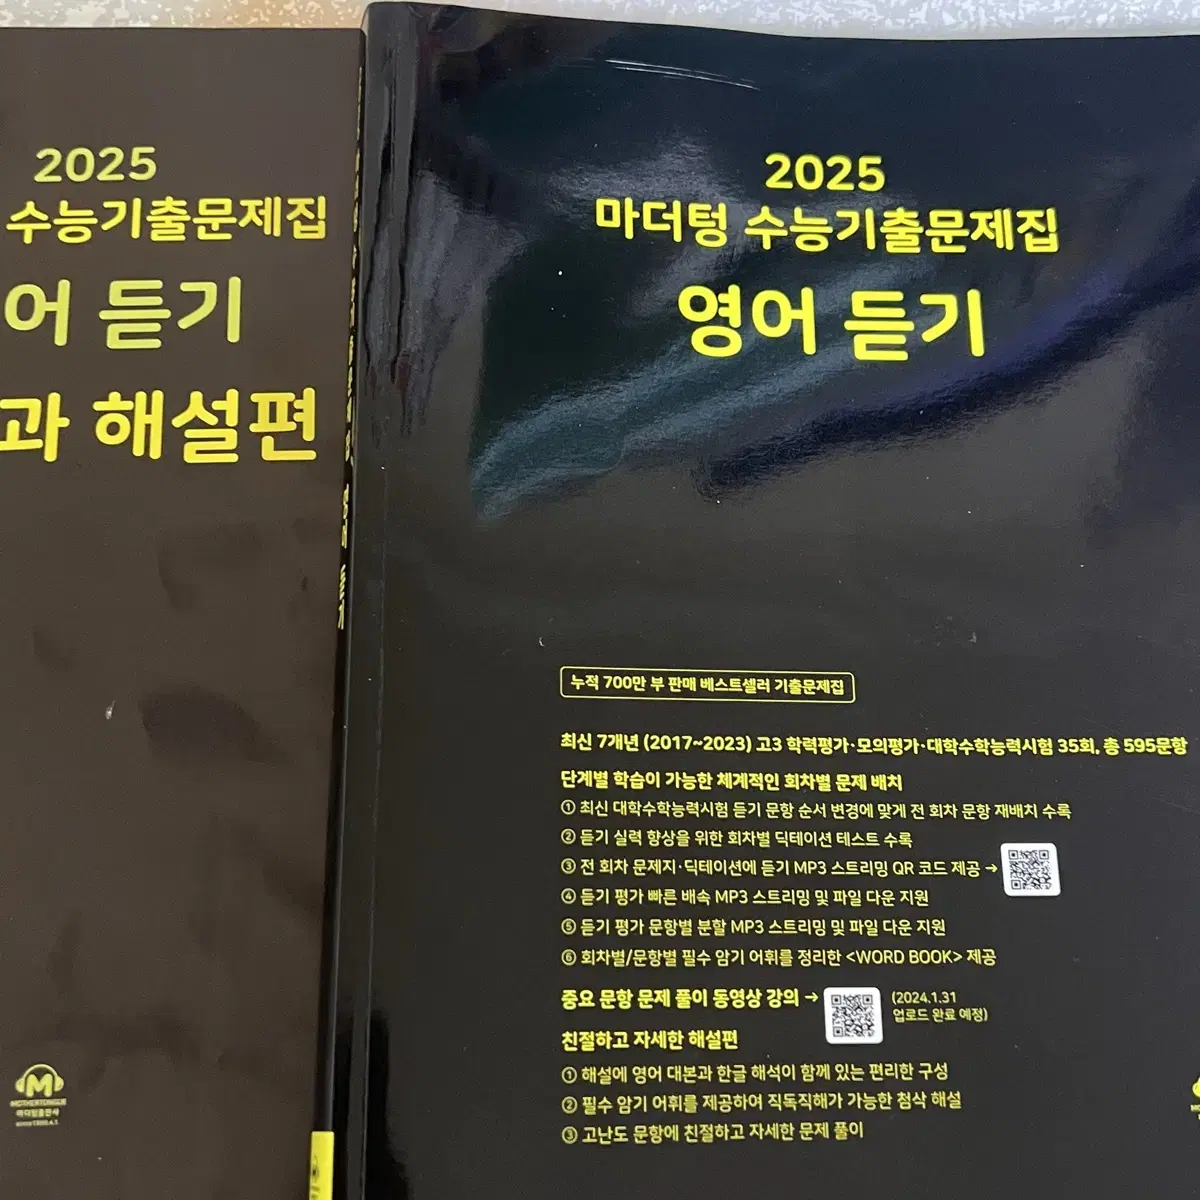 2025
수능기출문제집
어 듣기
과 해설편
MOTHERTONGUE
마더텅출판사
since1999.4.1.
2025
마더텅 수능기출문제집
영어 듣기
누적 700만 부 판매 베스트셀러 기출문제집
최신 7개년 (2017~2023) 고3 학력평가·모의평가·대학수학능력시험 35회, 총 595문항
단계별 학습이 가능한 체계적인 회차별 문제 배치
① 최신 대학수학능력시험 듣기 문항 순서 변경에 맞게 전 회차 문항 재배치 수록
② 듣기 실력 향상을 위한 회차별 딕테이션 테스트 수록
③ 전 회차 문제지·딕테이션에 듣기 MP3 스트리밍 QR 코드 제공 →
④ 듣기 평가 빠른 배속 MP3 스트리밍 및 파일 다운 지원
⑤ 듣기 평가 문항별 분할 MP3 스트리밍 및 파일 다운 지원
⑥ 회차별/문항별 필수 암기 어휘를 정리한 <WORD BOOK> 제공
중요 문항 문제 풀이 동영상 강의 → (2024.1.31
업로드 완료 예정)
친절하고 자세한 해설편
① 해설에 영어 대본과 한글 해석이 함께 있는 편리한 구성
② 필수 암기 어휘를 제공하여 직독직해가 가능한 첨삭 해설
③ 고난도 문항에 친절하고 자세한 문제 풀이